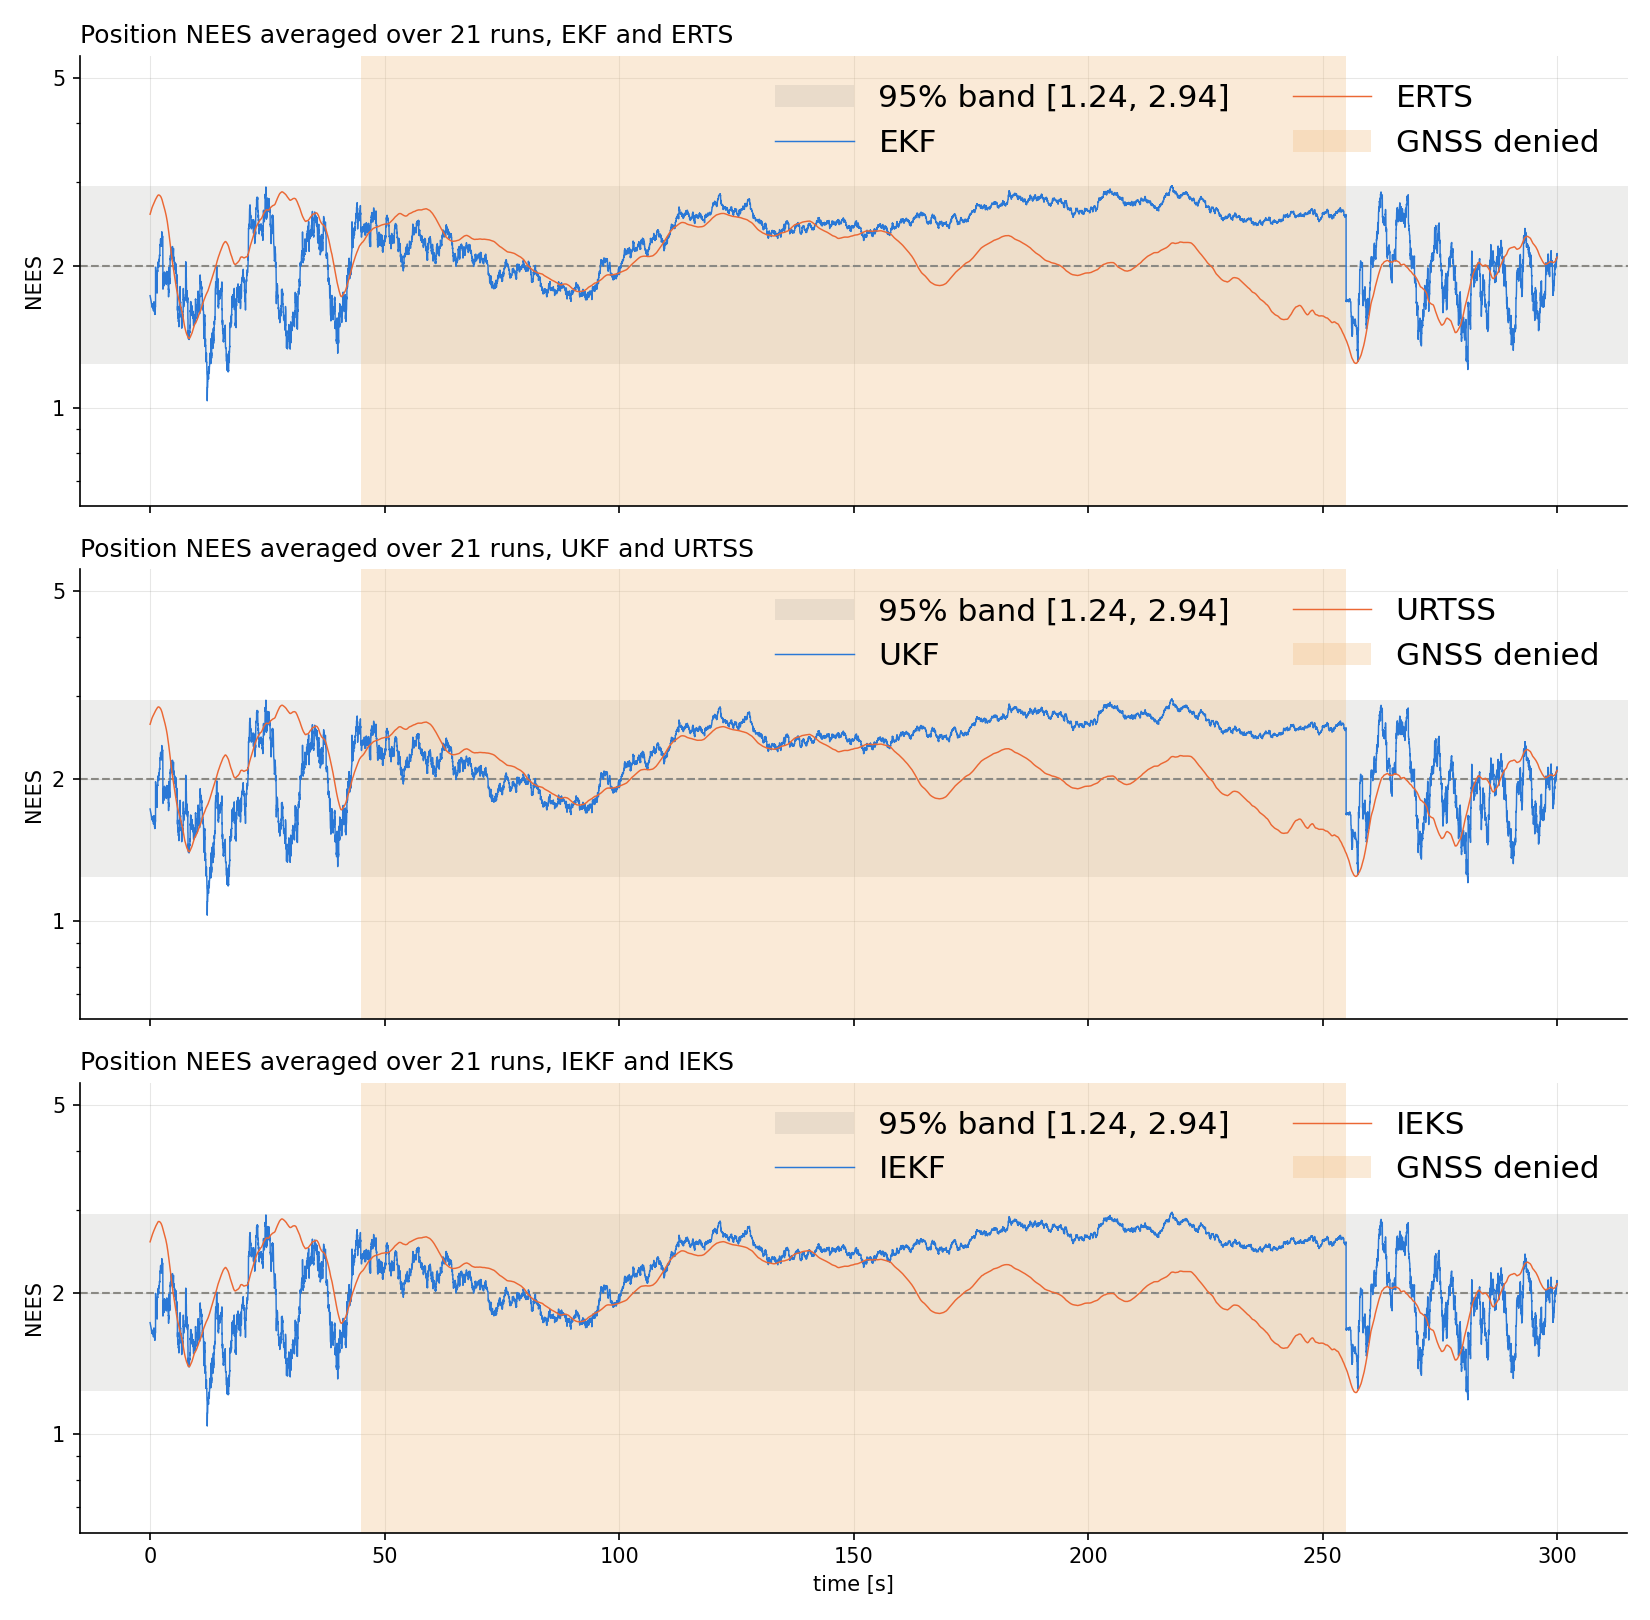 Position NEES averaged over 21 runs, EKF and ERTS
95% band [1.24, 2.94]
EKF
ERTS
GNSS denied
5
2
1
NEES
Position NEES averaged over 21 runs, UKF and URTSS
95% band [1.24, 2.94]
UKF
URTSS
GNSS denied
5
2
1
NEES
Position NEES averaged over 21 runs, IEKF and IEKS
95% band [1.24, 2.94]
IEKF
IEKS
GNSS denied
5
2
1
NEES
0 50 100 150 200 250 300
time [s]